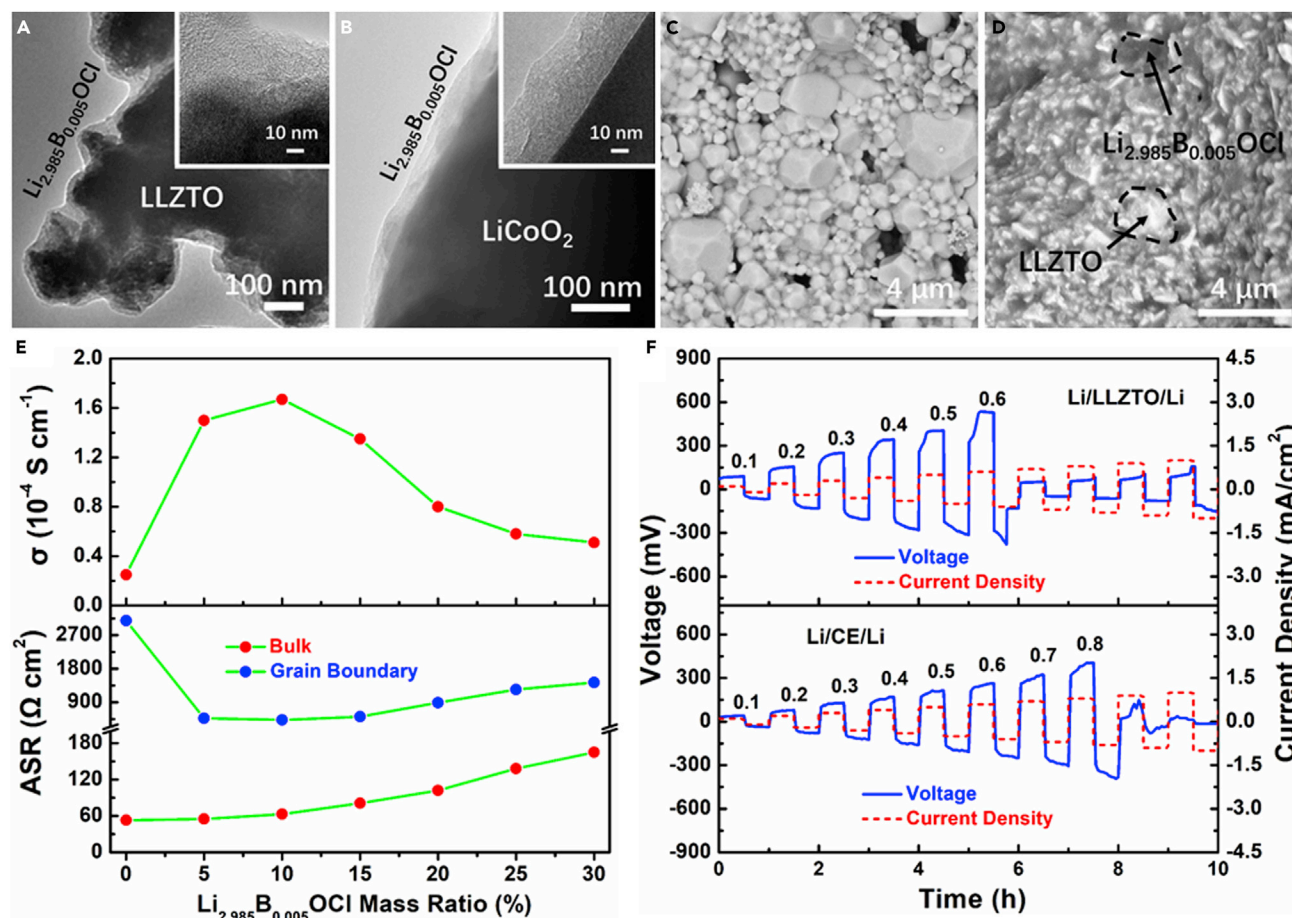 A
Li2.985B0.005OCl
LLZTO
10 nm
100 nm
B
Li2.985B0.005OCl
LiCoO2
10 nm
100 nm
C
4 μm
D
Li2.985B0.005OCl
LLZTO
4 μm
E
σ (10-4 S cm-1)
2.0
1.6
1.2
0.8
0.4
0.0
ASR (Ω cm2)
2700
1800
900
180
120
60
0
Bulk
Grain Boundary
0 5 10 15 20 25 30
Li2.985B0.005OCl Mass Ratio (%)
F
Voltage (mV)
900
600
300
0
-300
-600
Li/LLZTO/Li
0.1 0.2 0.3 0.4 0.5 0.6
Voltage
Current Density
4.5
3.0
1.5
0.0
-1.5
-3.0
Current Density (mA/cm2)
600
300
0
-300
-600
-900
Li/CE/Li
0.1 0.2 0.3 0.4 0.5 0.6 0.7 0.8
Voltage
Current Density
3.0
1.5
0.0
-1.5
-3.0
-4.5
0 2 4 6 8 10
Time (h)